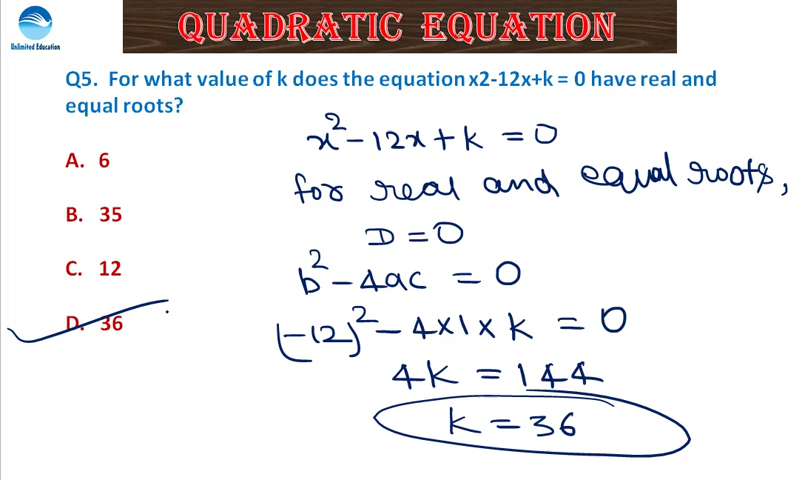 Unlimited Education
QUADRATIC EQUATION
Q5. For what value of k does the equation x2-12x+k = 0 have real and
equal roots?
A. 6
B. 35
C. 12
D. 36
x² - 12x + k = 0
for real and equal roots,
D = 0
b² - 4ac = 0
(-12)² - 4×1×k = 0
4k = 144
k = 36